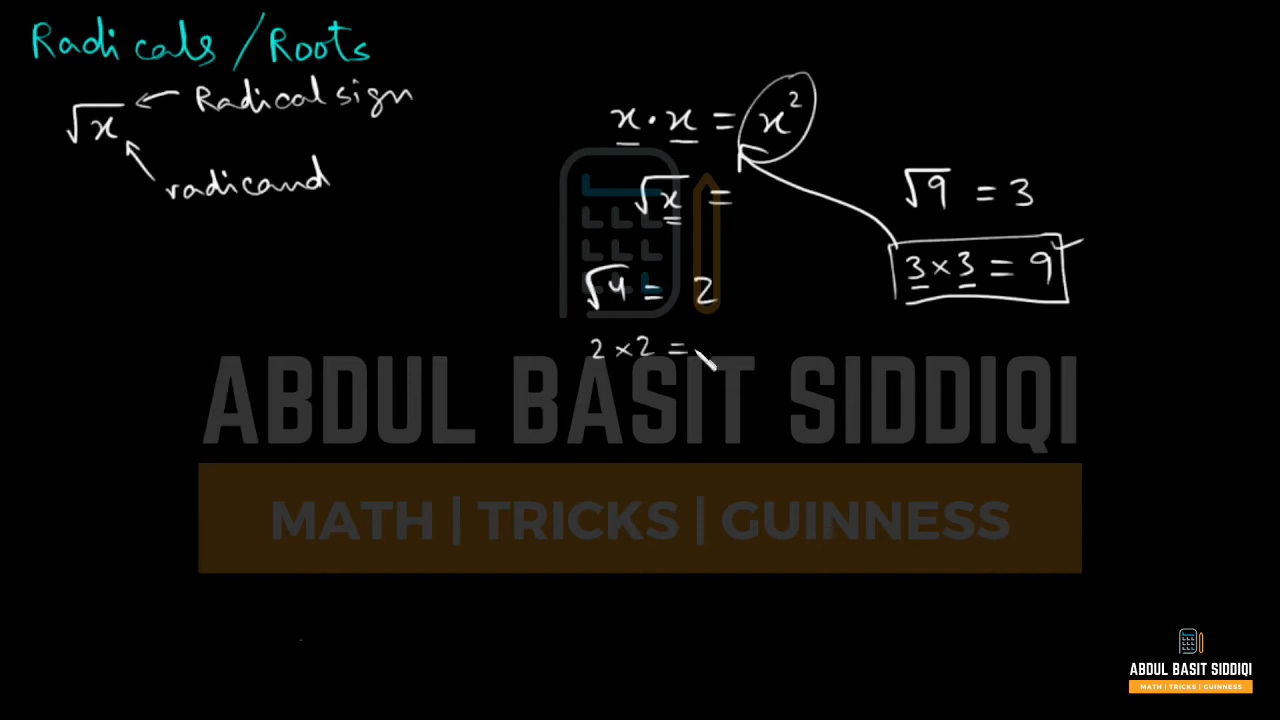 Radicals/Roots
√x ← Radical sign
radicand
x · x = x²
√x =
√4 = 2
2 × 2 =
√9 = 3
3 × 3 = 9
ABDUL BASIT SIDDIQI
MATH | TRICKS | GUINNESS
ABDUL BASIT SIDDIQI
MATH | TRICKS | GUINNESS